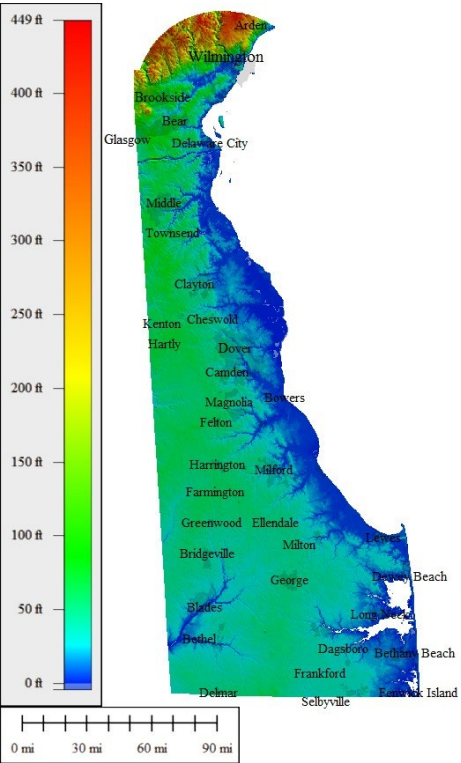 449 ft
400 ft
350 ft
300 ft
250 ft
200 ft
150 ft
100 ft
50 ft
0 ft
Arden
Wilmington
Brookside
Bear
Glasgow
Delaware City
Middle
Townsend
Clayton
Cheswold
Kenton
Hartly
Dover
Camden
Bowers
Magnolia
Felton
Harrington
Milford
Farmington
Greenwood
Ellendale
Milton
Lewes
Bridgeville
George
Dewey Beach
Blades
Long Neck
Bethel
Dagsboro
Bethany Beach
Frankford
Delmar
Fenwick Island
Selbyville
0 mi
30 mi
60 mi
90 mi